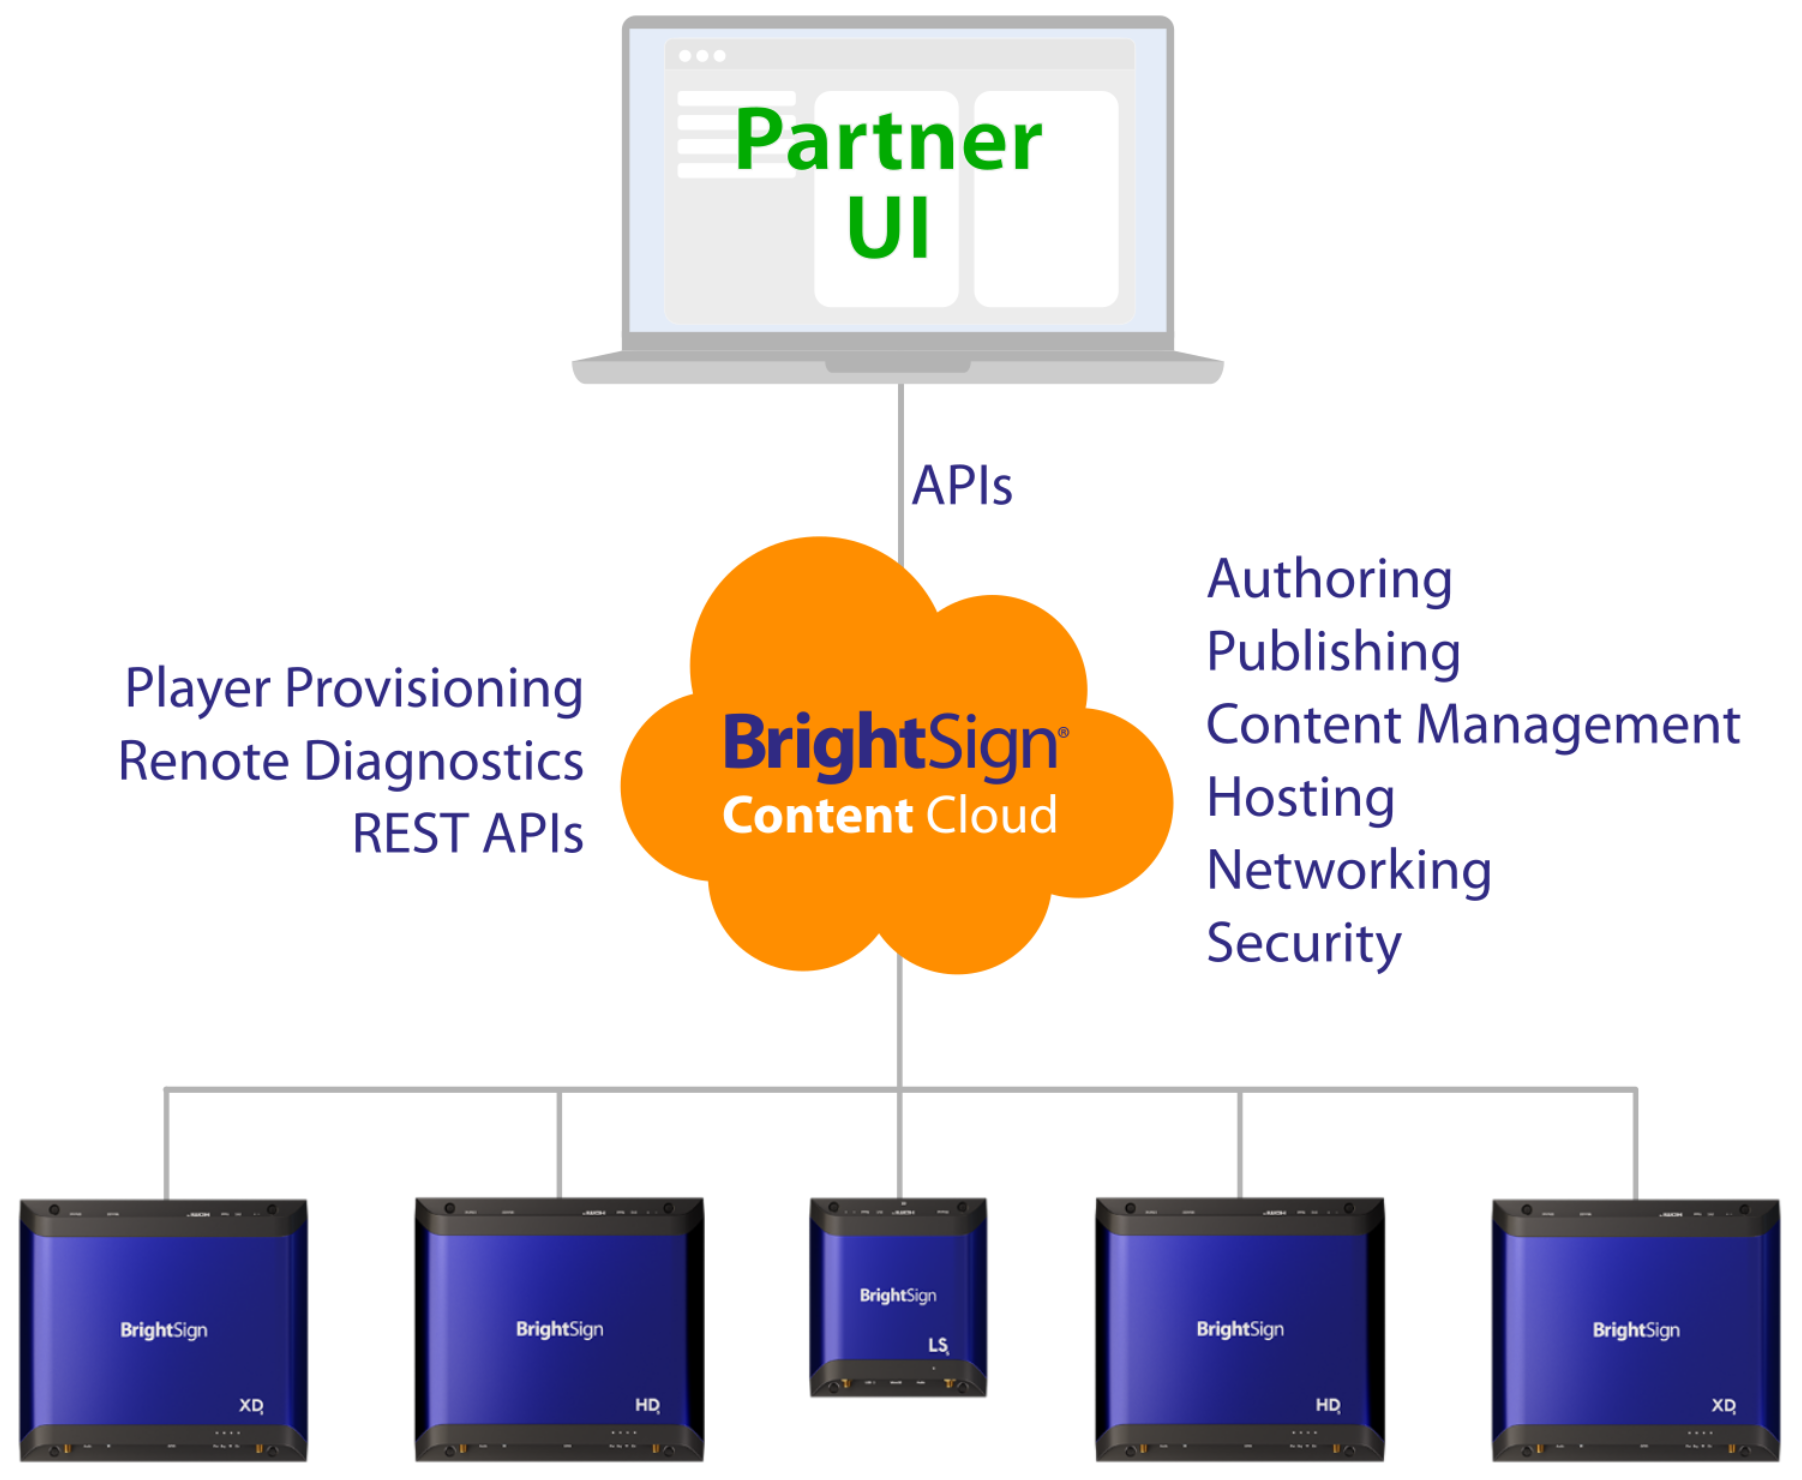 Partner
UI
APIs
Authoring
Publishing
Content Management
Hosting
Networking
Security
Player Provisioning
Renote Diagnostics
REST APIs
BrightSign®
Content Cloud
BrightSign
XD
BrightSign
HD
BrightSign
LS
BrightSign
HD
BrightSign
XD